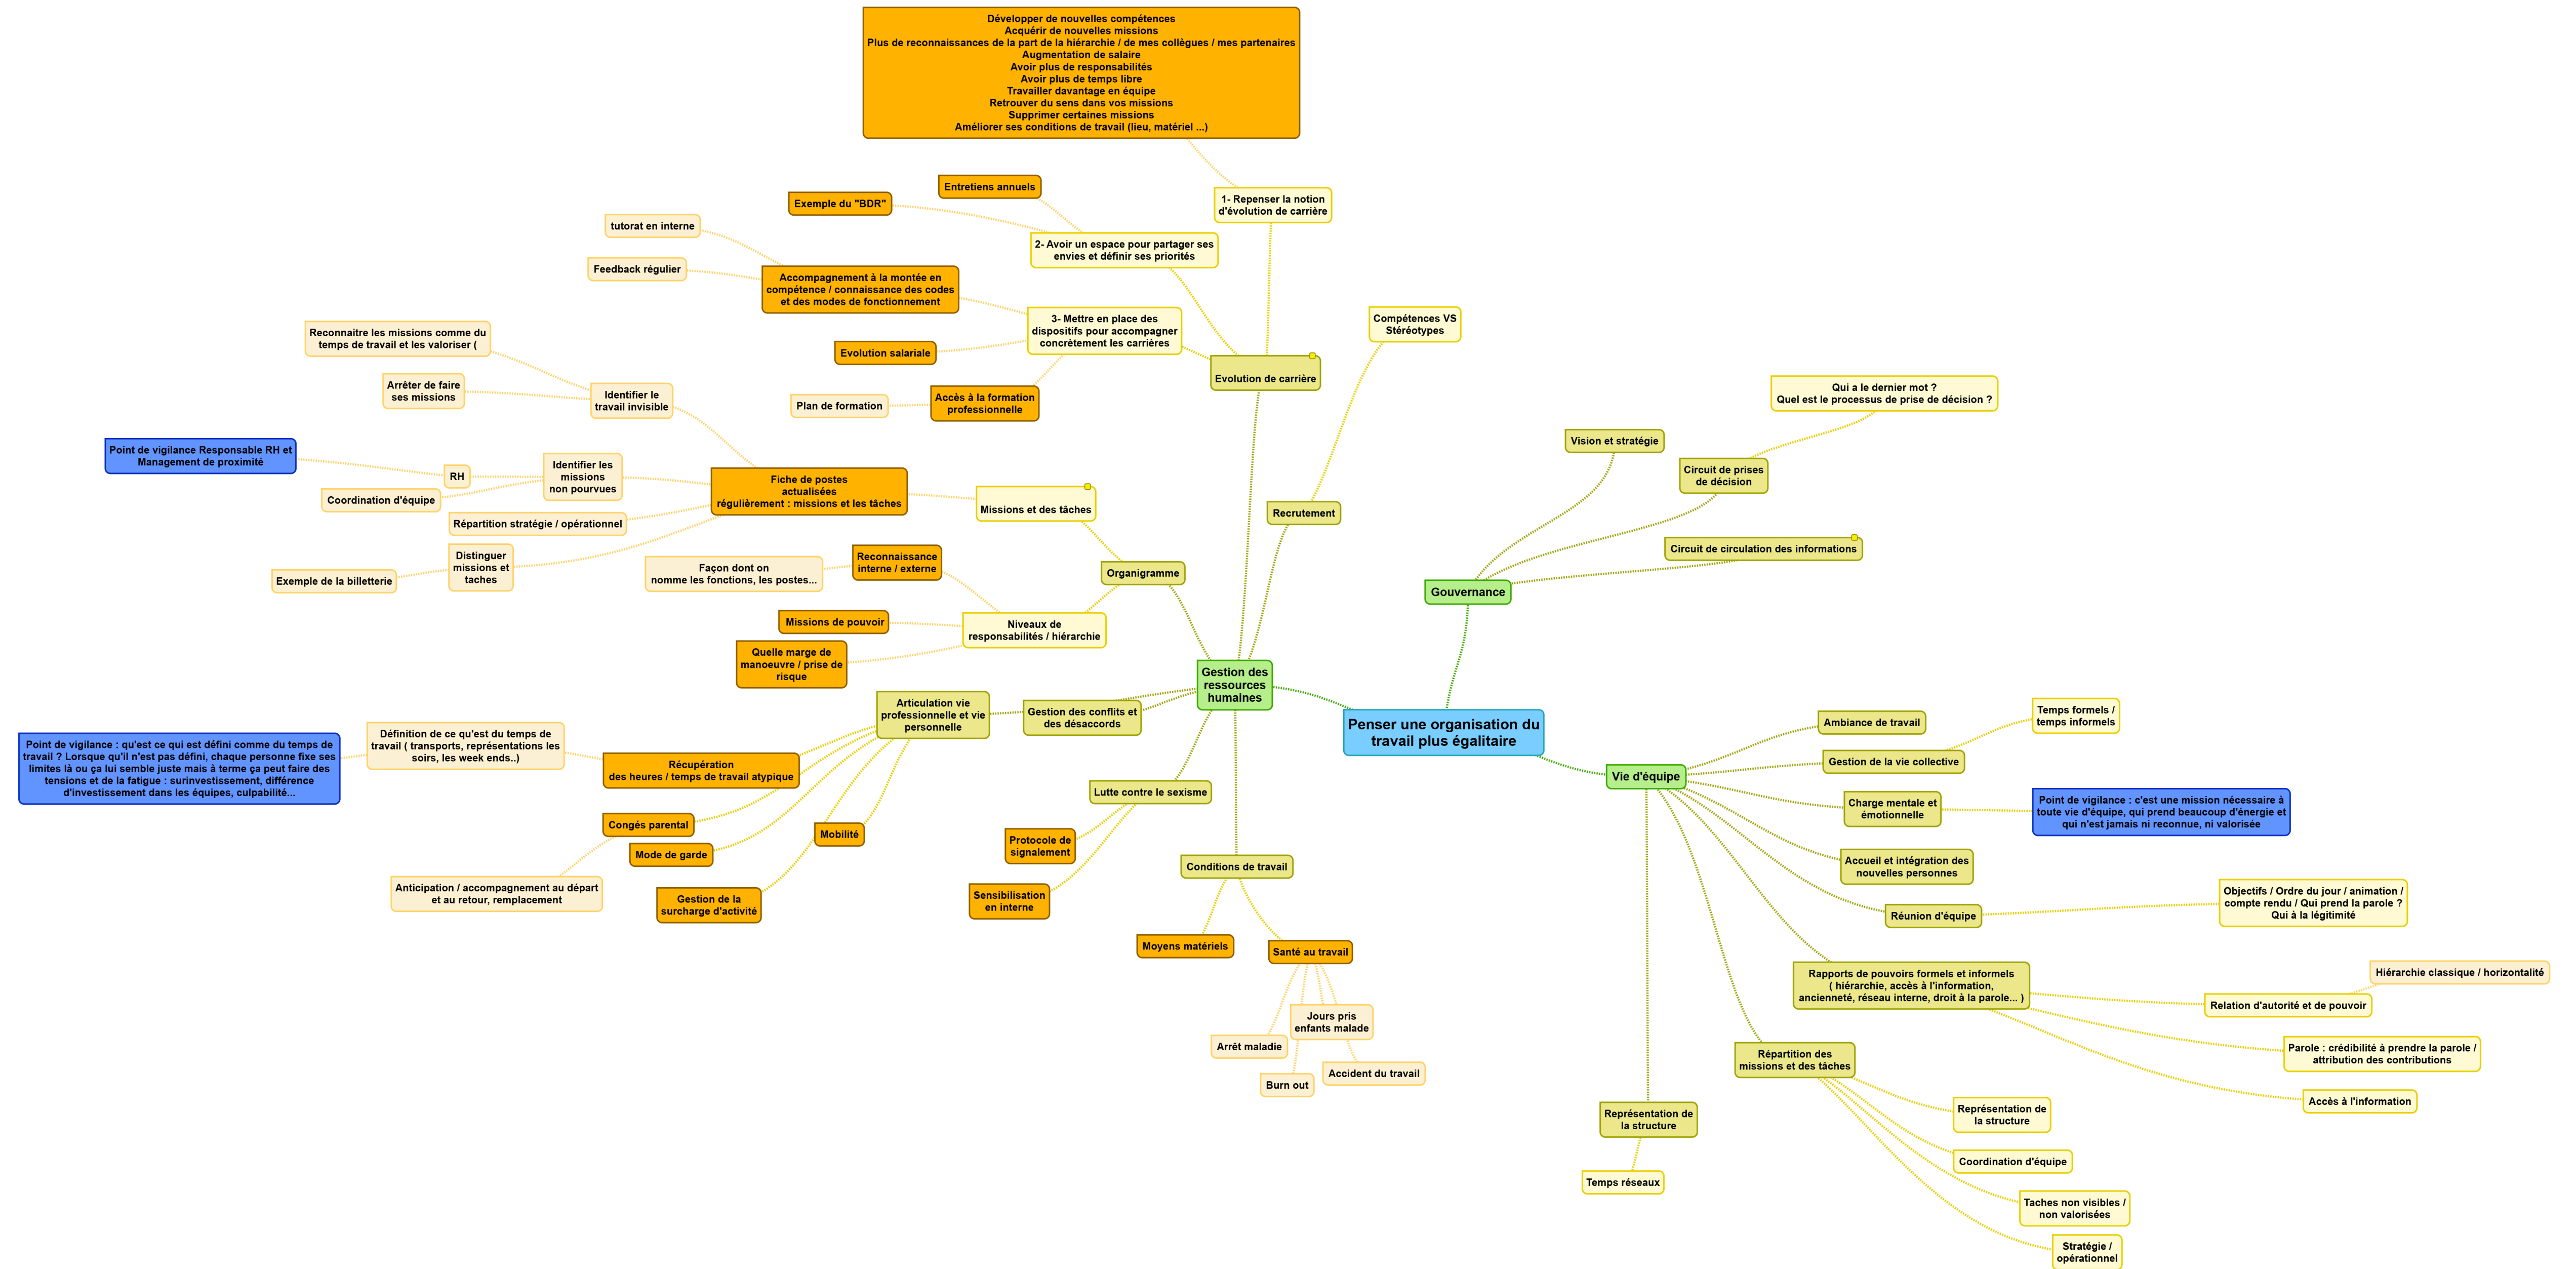 Développer de nouvelles compétences
Acquérir de nouvelles missions
Plus de reconnaissances de la part de la hiérarchie / de mes collègues / mes partenaires
Augmentation de salaire
Avoir plus de responsabilités
Avoir plus de temps libre
Travailler davantage en équipe
Retrouver du sens dans vos missions
Supprimer certaines missions
Améliorer ses conditions de travail (lieu, matériel ...)
Entretiens annuels
Exemple du "BDR"
1- Repenser la notion
d'évolution de carrière
tutorat en interne
2- Avoir un espace pour partager ses
envies et définir ses priorités
Feedback régulier
Accompagnement à la montée en
compétence / connaissance des codes
et des modes de fonctionnement
3- Mettre en place des
dispositifs pour accompagner
concrètement les carrières
Compétences VS
Stéréotypes
Reconnaitre les missions comme du
temps de travail et les valoriser (
Evolution salariale
Evolution de carrière
Arrêter de faire
ses missions
Identifier le
travail invisible
Plan de formation
Accès à la formation
professionnelle
Qui a le dernier mot ?
Quel est le processus de prise de décision ?
Vision et stratégie
Point de vigilance Responsable RH et
Management de proximité
RH
Identifier les
missions
non pourvues
Circuit de prises
de décision
Coordination d'équipe
Fiche de postes
actualisées
régulièrement : missions et les tâches
Missions et des tâches
Recrutement
Répartition stratégie / opérationnel
Circuit de circulation des informations
Distinguer
missions et
taches
Exemple de la billetterie
Façon dont on
nomme les fonctions, les postes...
Reconnaissance
interne / externe
Organigramme
Gouvernance
Missions de pouvoir
Niveaux de
responsabilités / hiérarchie
Quelle marge de
manoeuvre / prise de
risque
Gestion des
ressources
humaines
Articulation vie
professionnelle et vie
personnelle
Gestion des conflits et
des désaccords
Penser une organisation du
travail plus égalitaire
Ambiance de travail
Temps formels /
temps informels
Point de vigilance : qu'est ce qui est défini comme du temps de
travail ? Lorsque qu'il n'est pas défini, chaque personne fixe ses
limites là ou ça lui semble juste mais à terme ça peut faire des
tensions et de la fatigue : surinvestissement, différence
d'investissement dans les équipes, culpabilité...
Définition de ce qu'est du temps de
travail ( transports, représentations les
soirs, les week ends..)
Récupération
des heures / temps de travail atypique
Gestion de la vie collective
Vie d'équipe
Lutte contre le sexisme
Charge mentale et
émotionnelle
Point de vigilance : c'est une mission nécessaire à
toute vie d'équipe, qui prend beaucoup d'énergie et
qui n'est jamais ni reconnue, ni valorisée
Congés parental
Mobilité
Mode de garde
Protocole de
signalement
Conditions de travail
Accueil et intégration des
nouvelles personnes
Anticipation / accompagnement au départ
et au retour, remplacement
Gestion de la
surcharge d'activité
Sensibilisation
en interne
Réunion d'équipe
Objectifs / Ordre du jour / animation /
compte rendu / Qui prend la parole ?
Qui à la légitimité
Moyens matériels
Santé au travail
Rapports de pouvoirs formels et informels
( hiérarchie, accès à l'information,
ancienneté, réseau interne, droit à la parole... )
Hiérarchie classique / horizontalité
Relation d'autorité et de pouvoir
Jours pris
enfants malade
Arrêt maladie
Burn out
Accident du travail
Répartition des
missions et des tâches
Parole : crédibilité à prendre la parole /
attribution des contributions
Accès à l'information
Représentation de
la structure
Représentation de
la structure
Coordination d'équipe
Temps réseaux
Taches non visibles /
non valorisées
Stratégie /
opérationnel